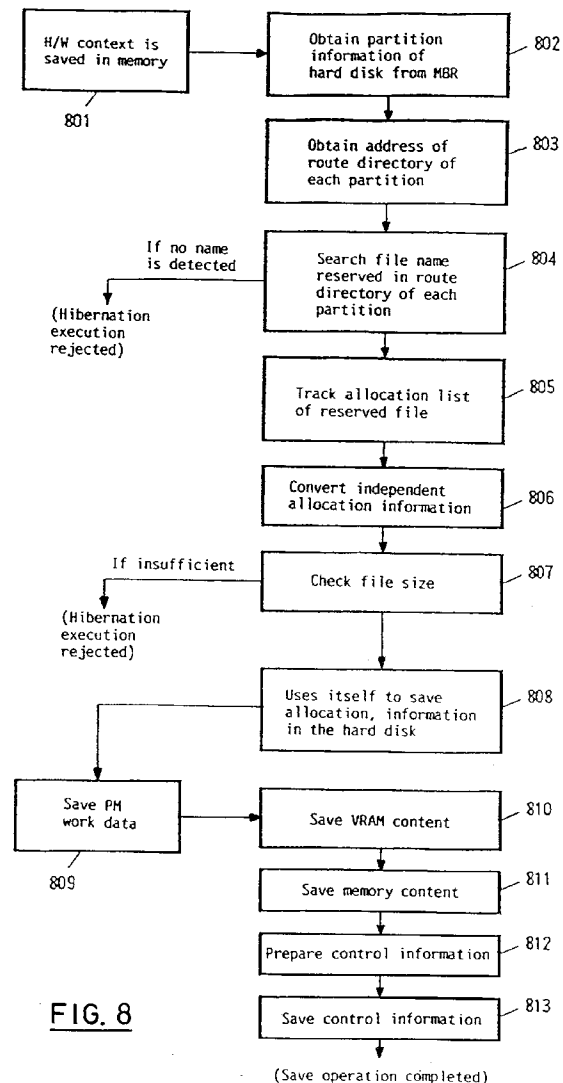 H/W context is
saved in memory
801
Obtain partition
information of
hard disk from MBR
802
Obtain address of
route directory of
each partition
803
If no name
is detected
(Hibernation
execution
rejected)
Search file name
reserved in route
directory of each
partition
804
Track allocation list
of reserved file
805
Convert independent
allocation information
806
If insufficient
(Hibernation
execution
rejected)
Check file size
807
Uses itself to save
allocation, information
in the hard disk
808
Save PM
work data
809
Save VRAM content
810
Save memory content
811
Prepare control information
812
Save control information
813
(Save operation completed)
FIG. 8